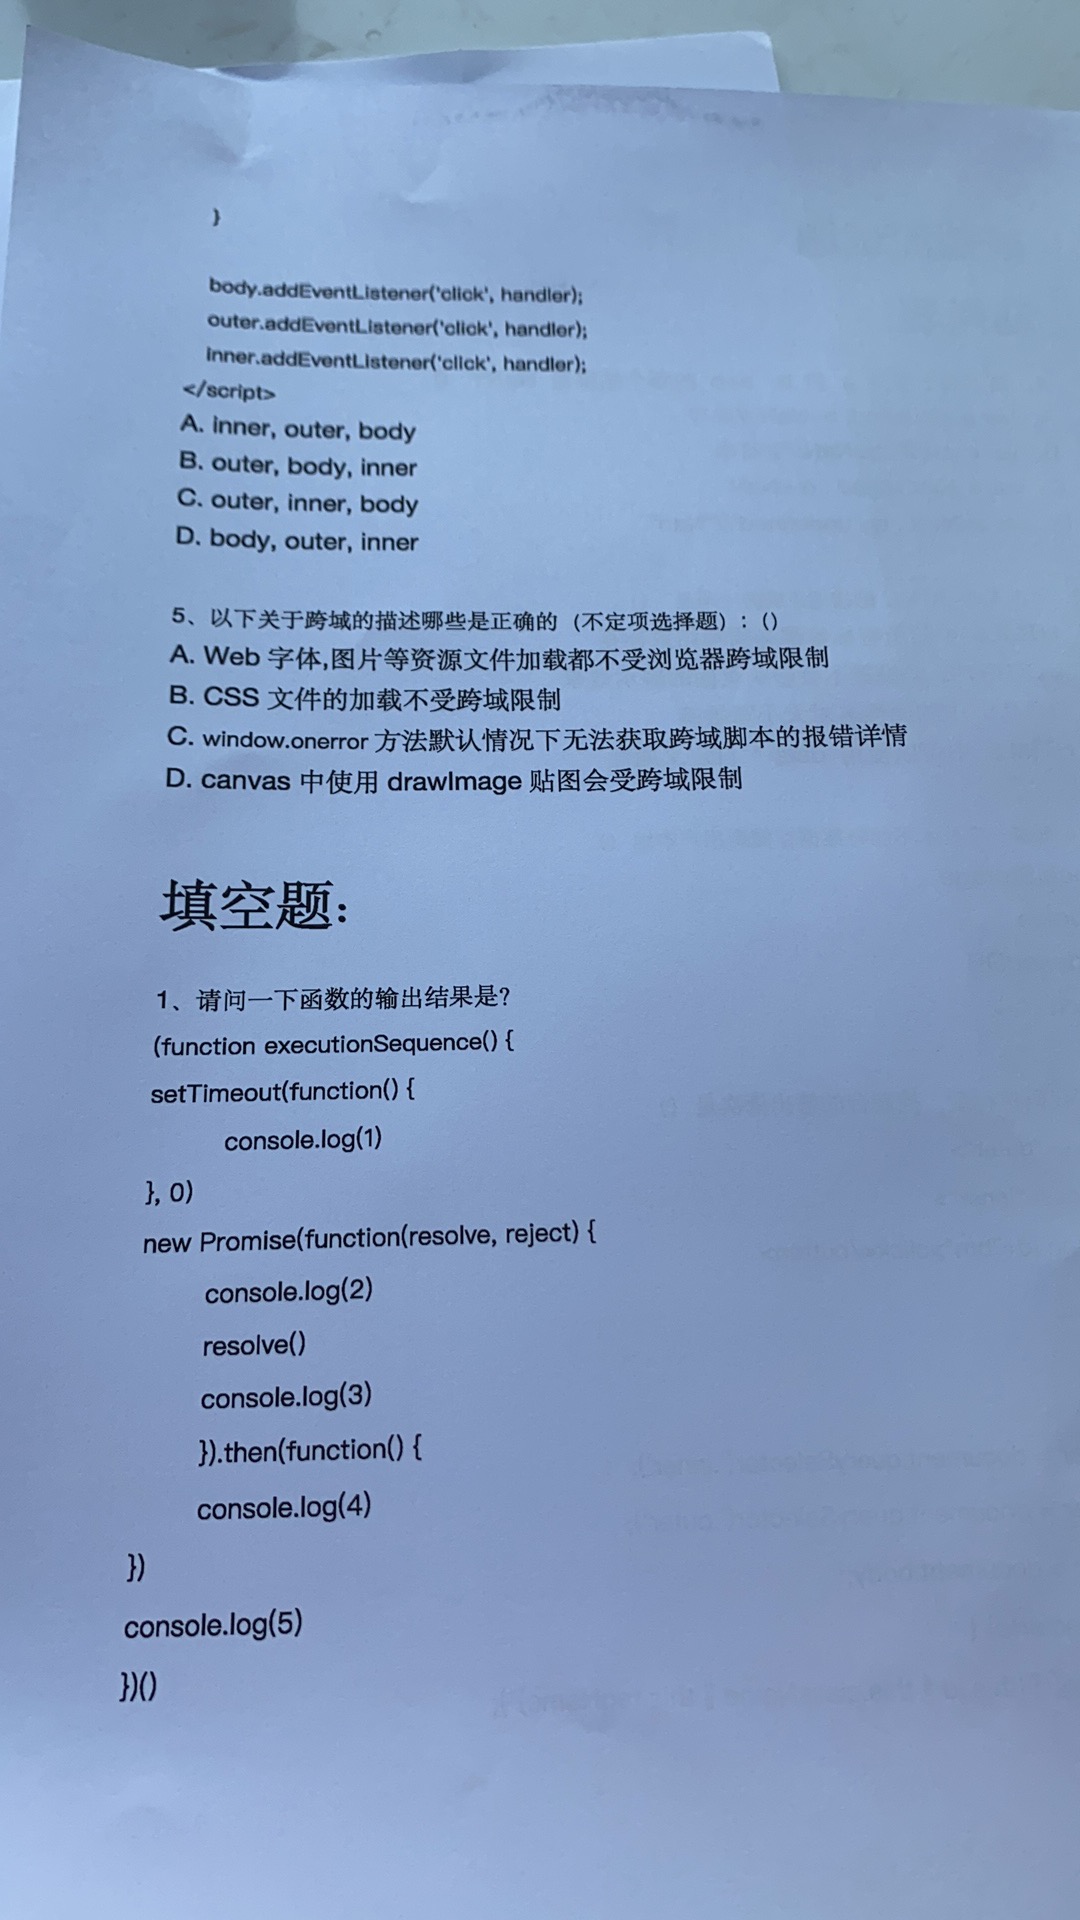 }
body.addEventListener('click', handler);
outer.addEventListener('click', handler);
inner.addEventListener('click', handler);
</script>
A. inner, outer, body
B. outer, body, inner
C. outer, inner, body
D. body, outer, inner
5、以下关于跨域的描述哪些是正确的（不定项选择题）：()
A. Web 字体,图片等资源文件加载都不受浏览器跨域限制
B. CSS 文件的加载不受跨域限制
C. window.onerror 方法默认情况下无法获取跨域脚本的报错详情
D. canvas 中使用 drawImage 贴图会受跨域限制
填空题：
1、请问一下函数的输出结果是？
(function executionSequence() {
setTimeout(function() {
console.log(1)
}, 0)
new Promise(function(resolve, reject) {
console.log(2)
resolve()
console.log(3)
}).then(function() {
console.log(4)
})
console.log(5)
})()